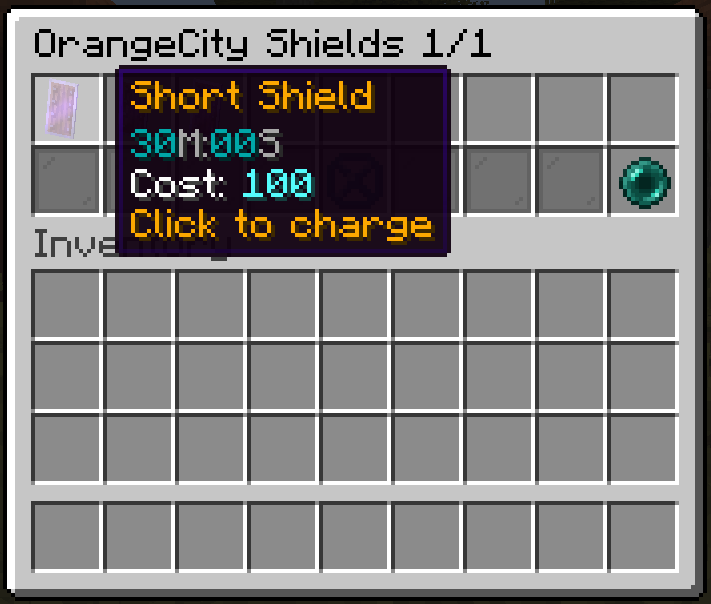 OrangeCity Shields 1/1
Short Shield
30M:00S
Cost: 100
Click to charge
Inventory